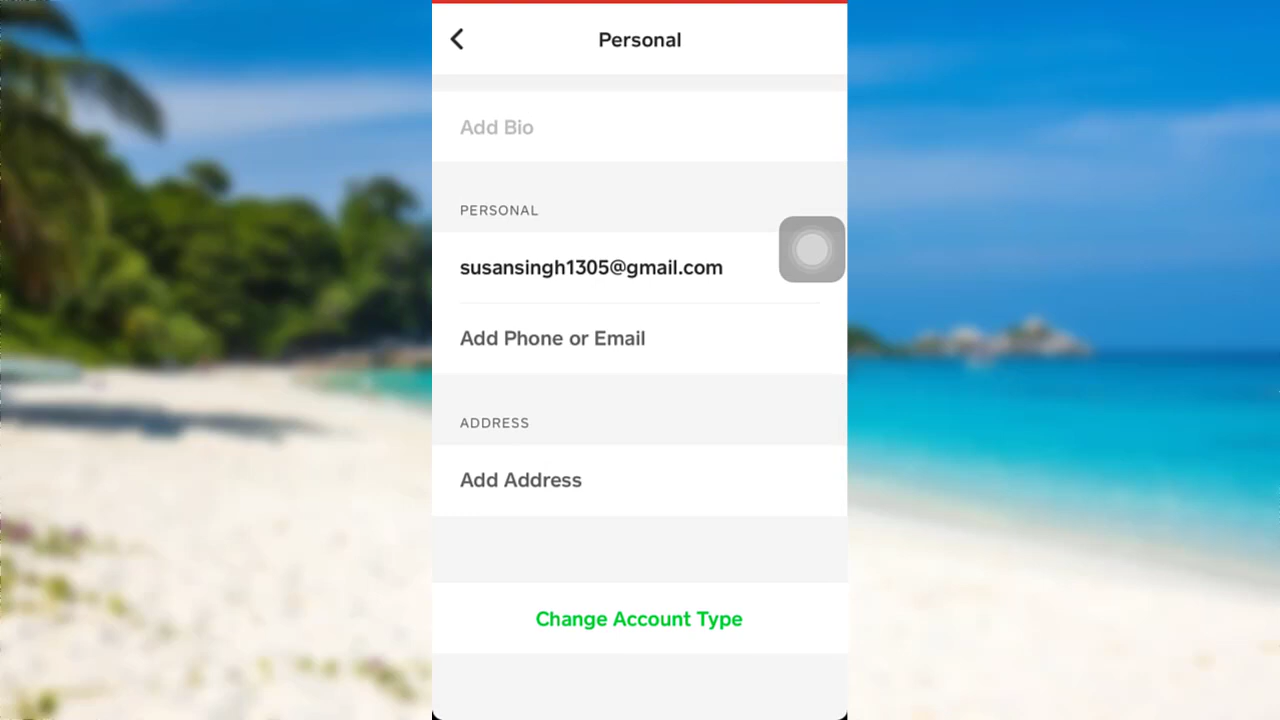 Personal
Add Bio
PERSONAL
susansingh1305@gmail.com
Add Phone or Email
ADDRESS
Add Address
Change Account Type